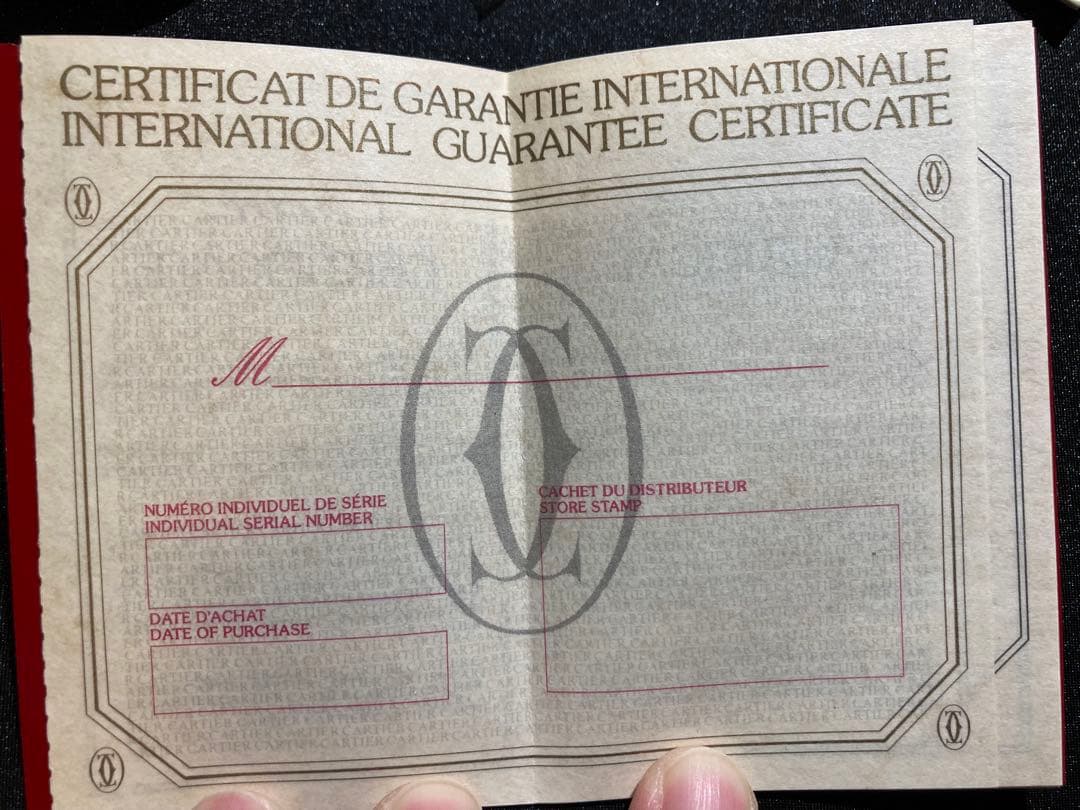 CERTIFICAT DE GARANTIE INTERNATIONALE
INTERNATIONAL GUARANTEE CERTIFICATE
M
NUMÉRO INDIVIDUEL DE SÉRIE
INDIVIDUAL SERIAL NUMBER
CACHET DU DISTRIBUTEUR
STORE STAMP
DATE D'ACHAT
DATE OF PURCHASE